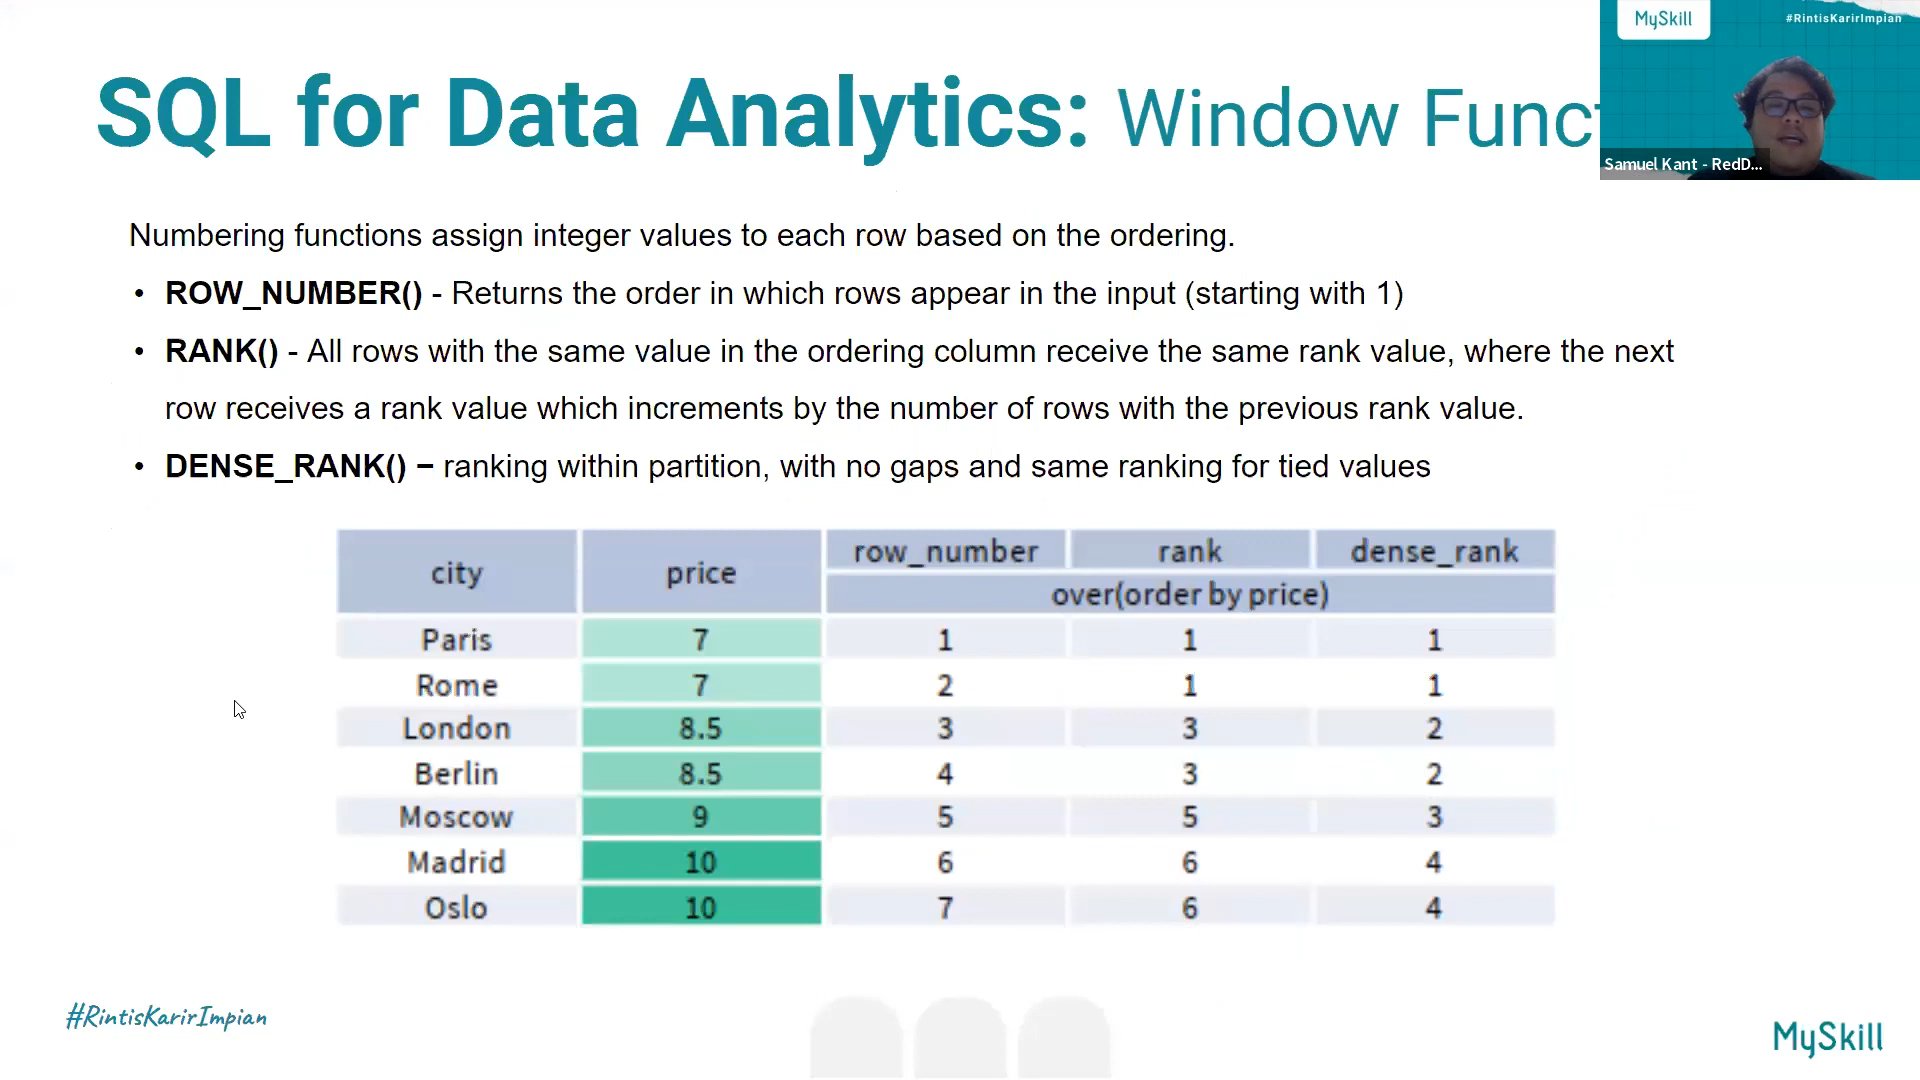 MySkill
#RintisKarirImpian
SQL for Data Analytics: Window Func
Samuel Kant - RedD...
Numbering functions assign integer values to each row based on the ordering.
• ROW_NUMBER() - Returns the order in which rows appear in the input (starting with 1)
• RANK() - All rows with the same value in the ordering column receive the same rank value, where the next
row receives a rank value which increments by the number of rows with the previous rank value.
• DENSE_RANK() – ranking within partition, with no gaps and same ranking for tied values
city price row_number rank dense_rank
over(order by price)
Paris 7 1 1 1
Rome 7 2 1 1
London 8.5 3 3 2
Berlin 8.5 4 3 2
Moscow 9 5 5 3
Madrid 10 6 6 4
Oslo 10 7 6 4
#RintisKarirImpian
MySkill